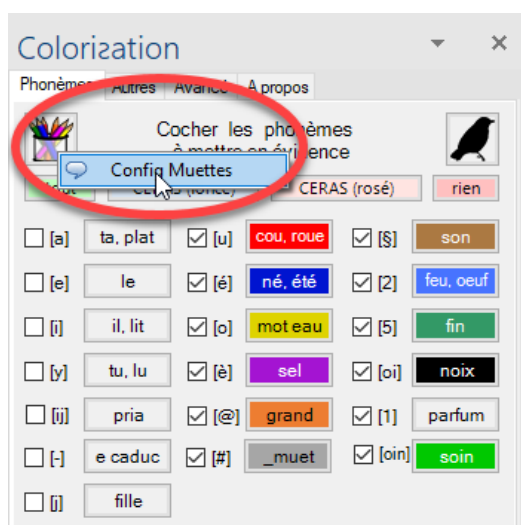 Colorization
Phonèmes Autres Avancé A propos
Cocher les phonèmes
à mettre en évidence
Config Muettes
CERAS (foncé) CERAS (rosé) rien
[a] ta, plat [u] cou, roue [§] son
[e] le [é] né, été [2] feu, oeuf
[i] il, lit [o] mot eau [5] fin
[y] tu, lu [è] sel [oi] noix
[ij] pria [@] grand [1] parfum
[-] e caduc [#] _muet [oin] soin
[j] fille